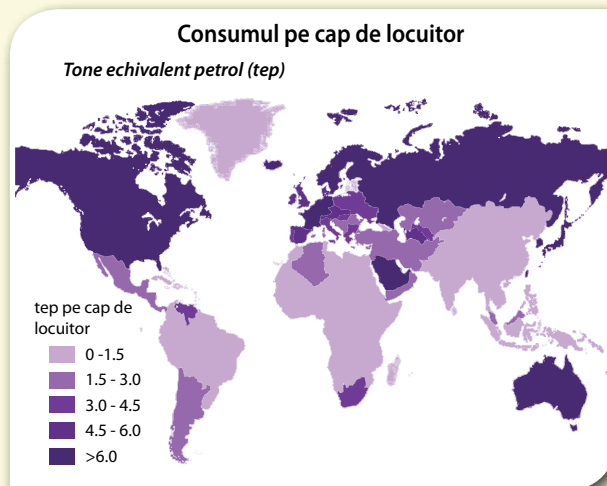 Consumul pe cap de locuitor
Tone echivalent petrol (tep)
tep pe cap de
locuitor
0 -1.5
1.5 - 3.0
3.0 - 4.5
4.5 - 6.0
>6.0